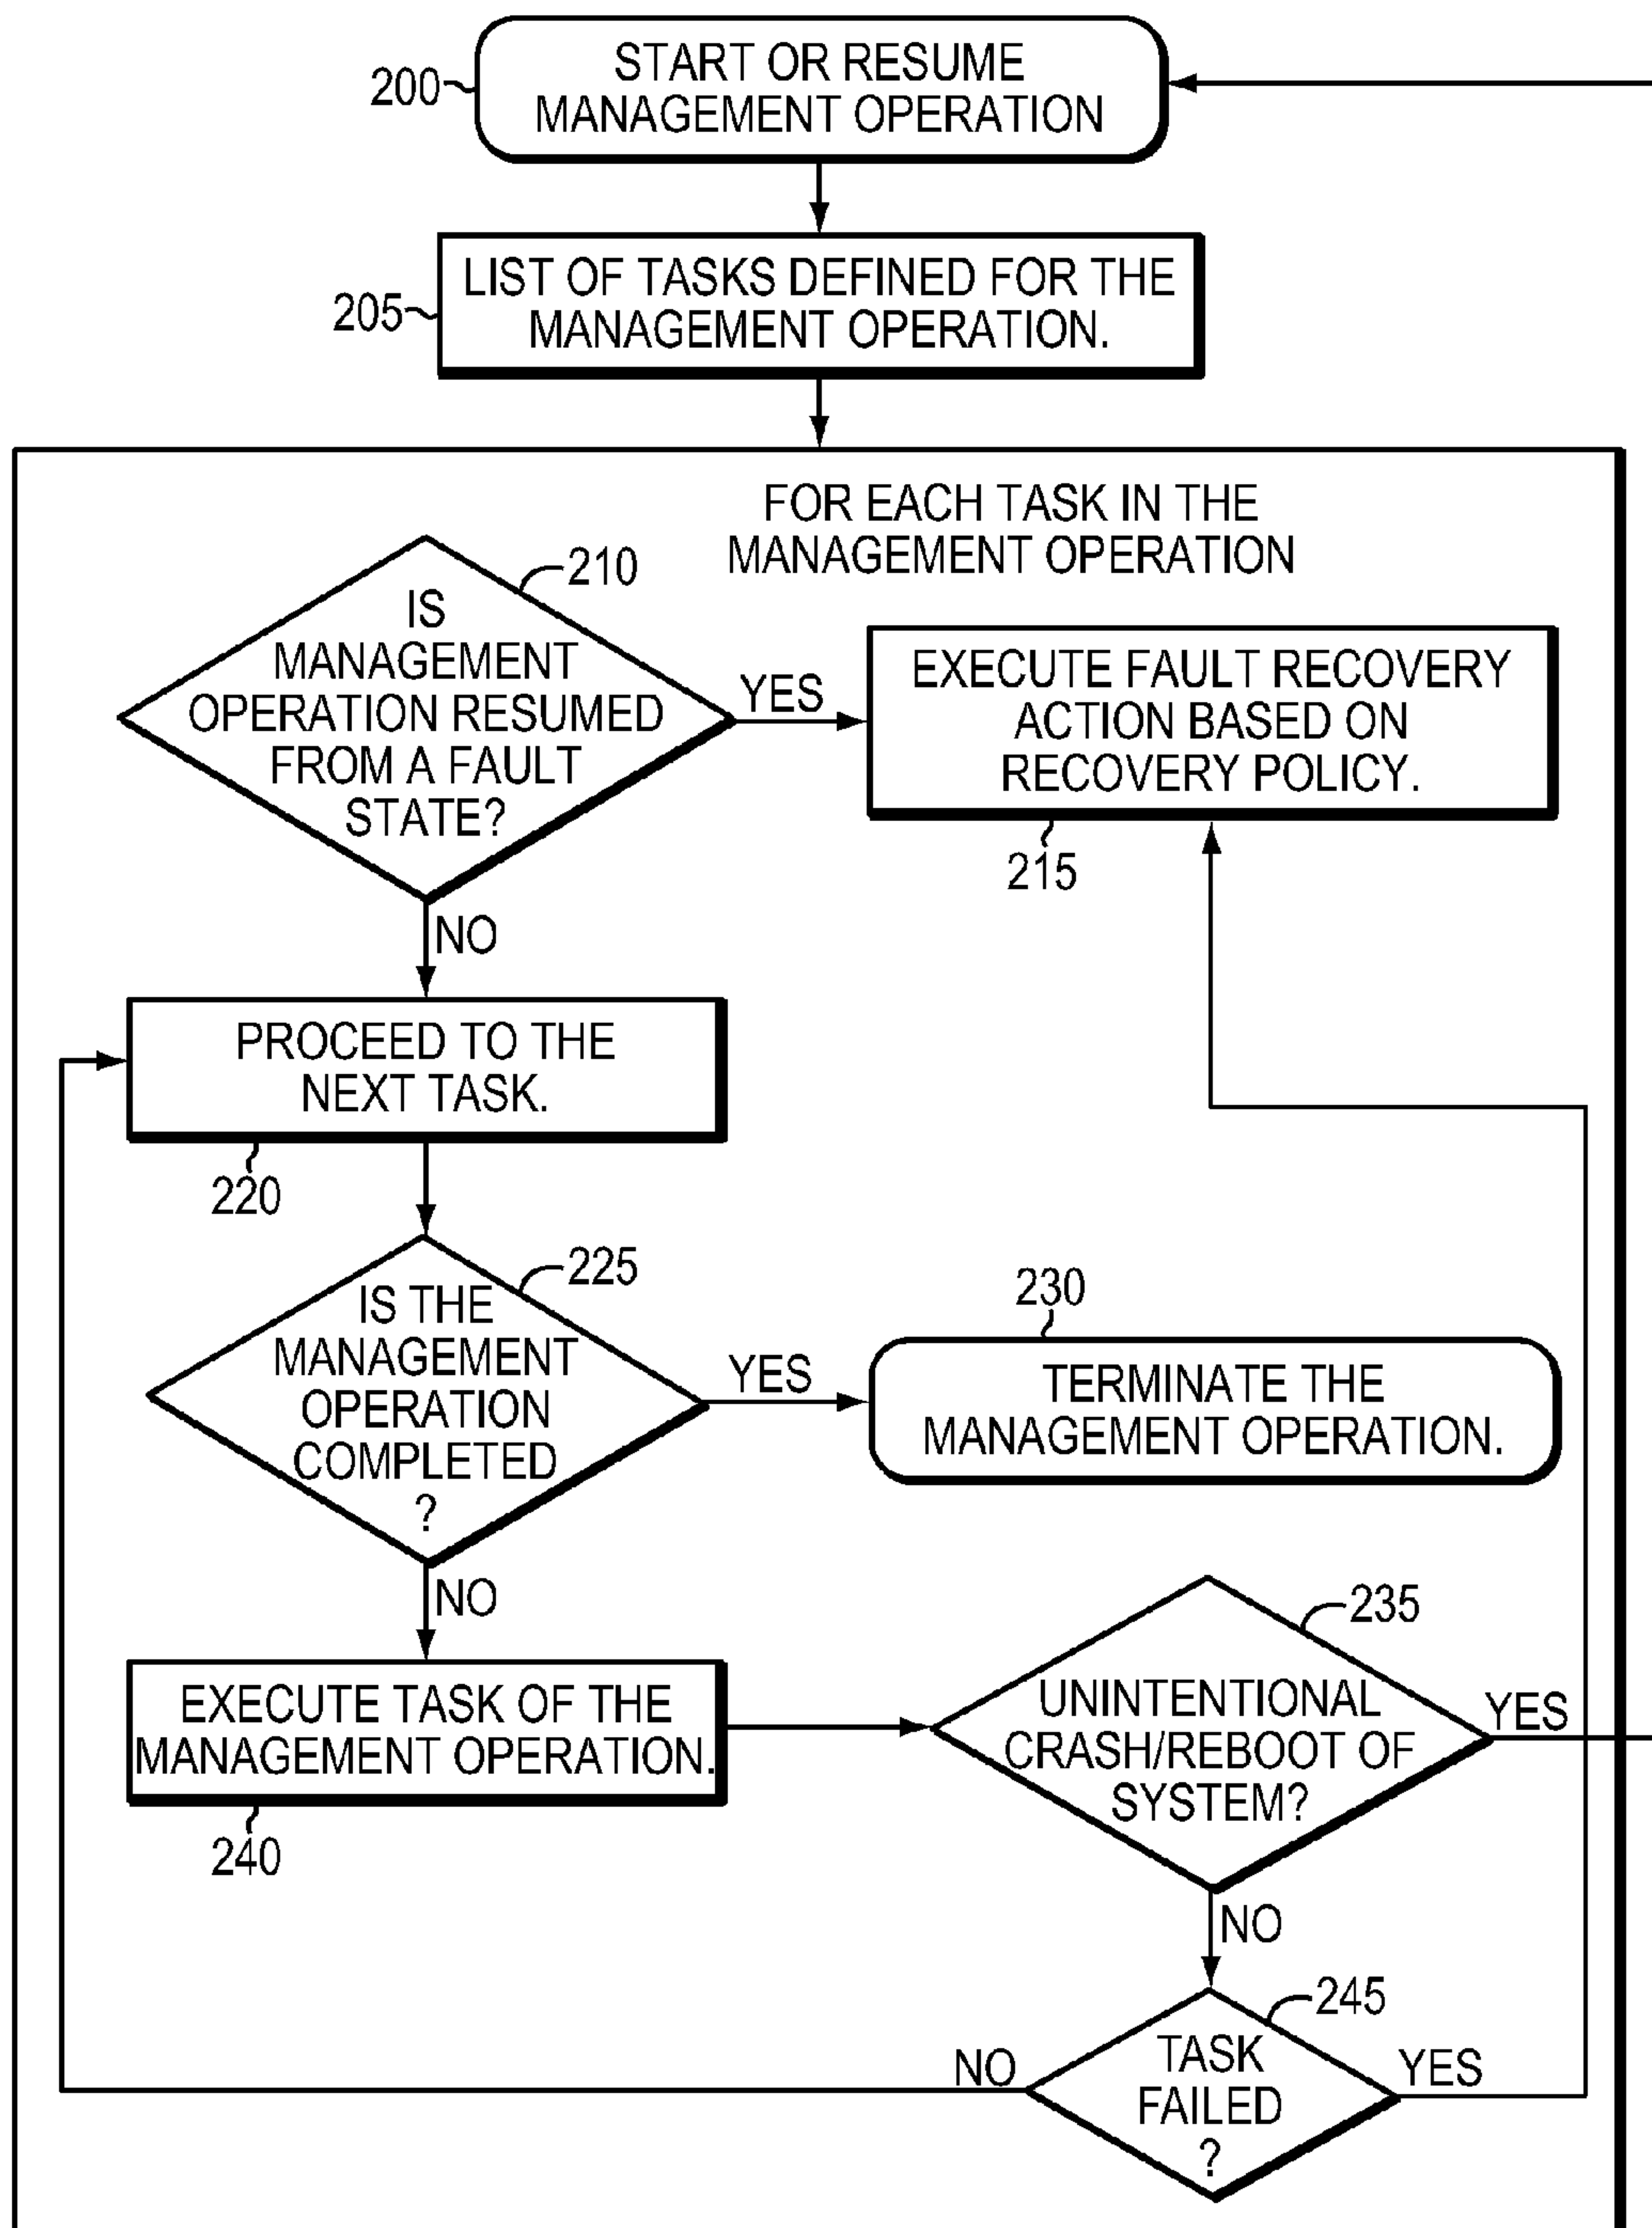 START OR RESUME
MANAGEMENT OPERATION
200
LIST OF TASKS DEFINED FOR THE
MANAGEMENT OPERATION.
205
FOR EACH TASK IN THE
MANAGEMENT OPERATION
210
IS
MANAGEMENT
OPERATION RESUMED
FROM A FAULT
STATE?
YES
EXECUTE FAULT RECOVERY
ACTION BASED ON
RECOVERY POLICY.
215
NO
PROCEED TO THE
NEXT TASK.
220
225
IS THE
MANAGEMENT
OPERATION
COMPLETED
?
YES
230
TERMINATE THE
MANAGEMENT OPERATION.
NO
EXECUTE TASK OF THE
MANAGEMENT OPERATION.
240
235
UNINTENTIONAL
CRASH/REBOOT OF
SYSTEM?
YES
NO
245
TASK
FAILED
?
NO
YES